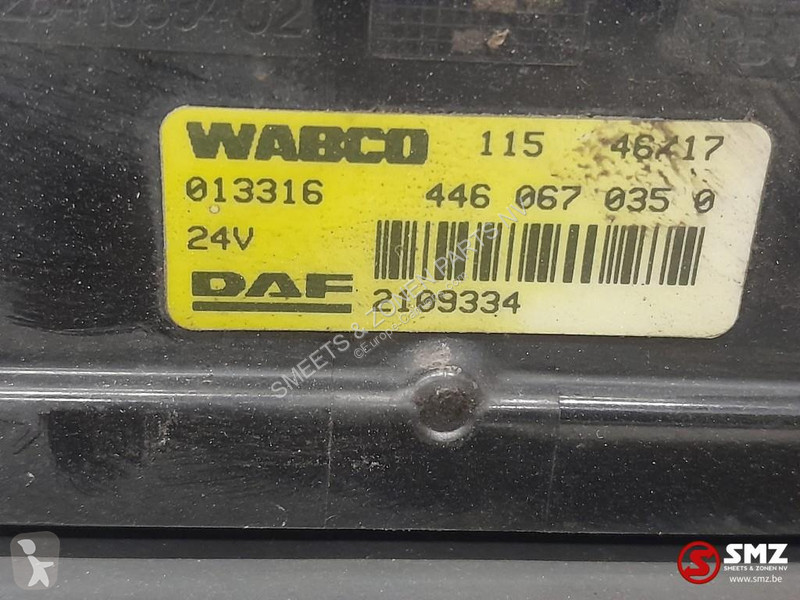 WABCO 115 46/17
013316 446 067 035 0
24V
DAF 2109334
SMEETS & ZONEN PARTS NV
SMZ
SMEETS & ZONEN NV
www.smz.be